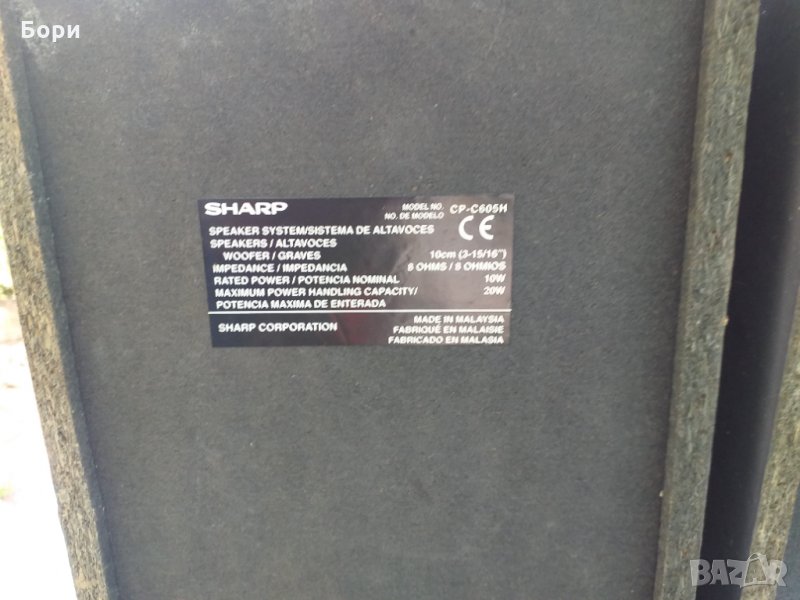 Бори
SHARP MODEL NO. CP-C605H
NO. DE MODELO
SPEAKER SYSTEM/SISTEMA DE ALTAVOCES CE
SPEAKERS / ALTAVOCES
WOOFER / GRAVES 10cm (3-15/16")
IMPEDANCE / IMPEDANCIA 8 OHMS / 8 OHMIOS
RATED POWER / POTENCIA NOMINAL 10W
MAXIMUM POWER HANDLING CAPACITY/ 20W
POTENCIA MAXIMA DE ENTERADA
SHARP CORPORATION MADE IN MALAYSIA
FABRIQUÉ EN MALAISIE
FABRICADO EN MALASIA
BAZAR